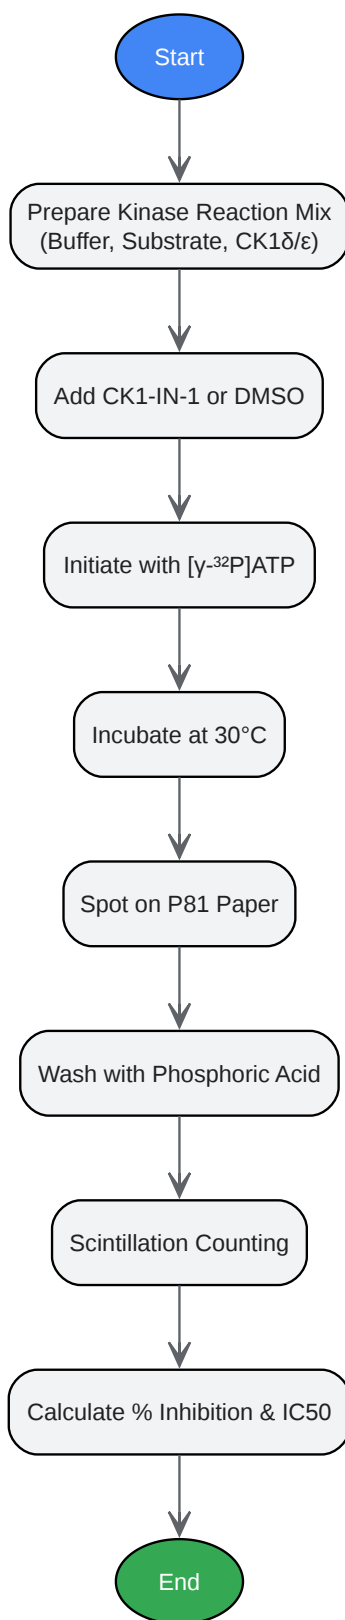 Start
Prepare Kinase Reaction Mix
(Buffer, Substrate, CK1δ/ε)
Add CK1-IN-1 or DMSO
Initiate with [γ-³²P]ATP
Incubate at 30°C
Spot on P81 Paper
Wash with Phosphoric Acid
Scintillation Counting
Calculate % Inhibition & IC50
End